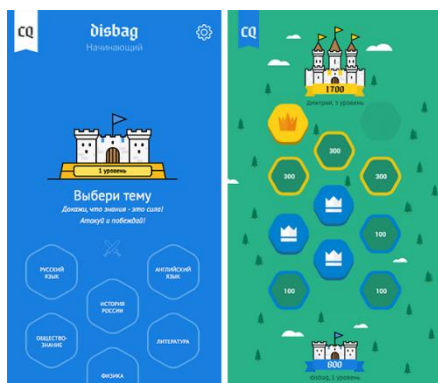 CQ
disbag
Начинающий
1 уровень
Выбери тему
Докажи, что знания - это сила!
Атакуй и побеждай!
РУССКИЙ
ЯЗЫК
АНГЛИЙСКИЙ
ЯЗЫК
ИСТОРИЯ
РОССИИ
ОБЩЕСТВО-
ЗНАНИЕ
ЛИТЕРАТУРА
ФИЗИКА
CQ
1700
Дмитрий, 1 уровень
300
300
300
100
100
100
800
disbag, 1 уровень